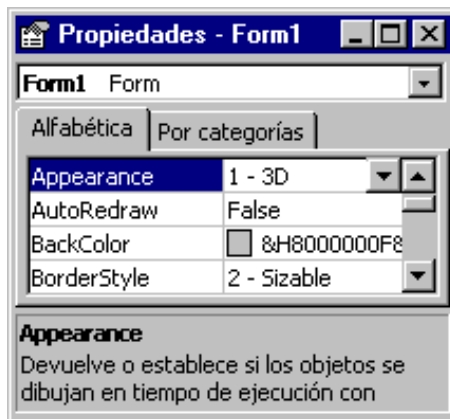 Propiedades - Form1
Form1 Form
Alfabética Por categorías
Appearance 1 - 3D
AutoRedraw False
BackColor &H8000000F&
BorderStyle 2 - Sizable
Appearance
Devuelve o establece si los objetos se
dibujan en tiempo de ejecución con